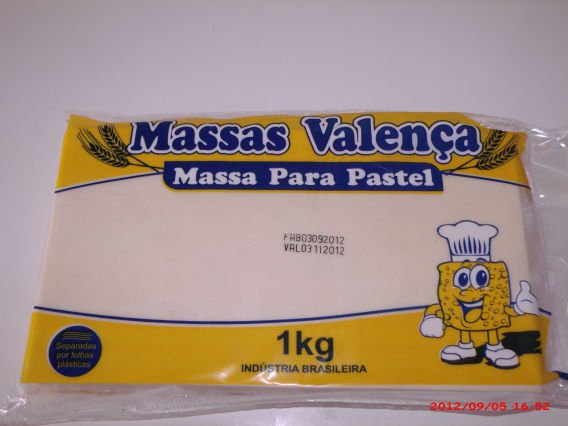 Massas Valença
Massa Para Pastel
FAB03092012
VAL03112012
Separadas
por folhas
plásticas
1kg
INDÚSTRIA BRASILEIRA
2012/09/05 16:52